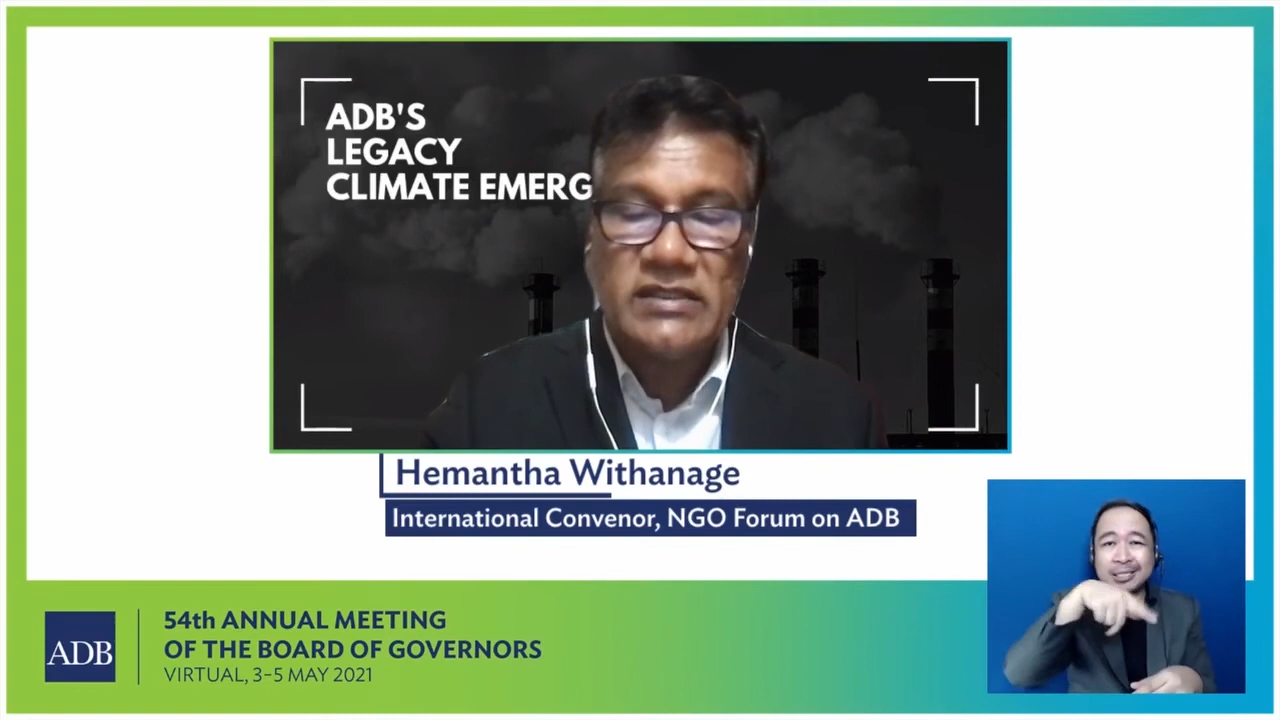 ADB'S
LEGACY
CLIMATE EMERG
Hemantha Withanage
International Convenor, NGO Forum on ADB
ADB
54th ANNUAL MEETING
OF THE BOARD OF GOVERNORS
VIRTUAL, 3-5 MAY 2021